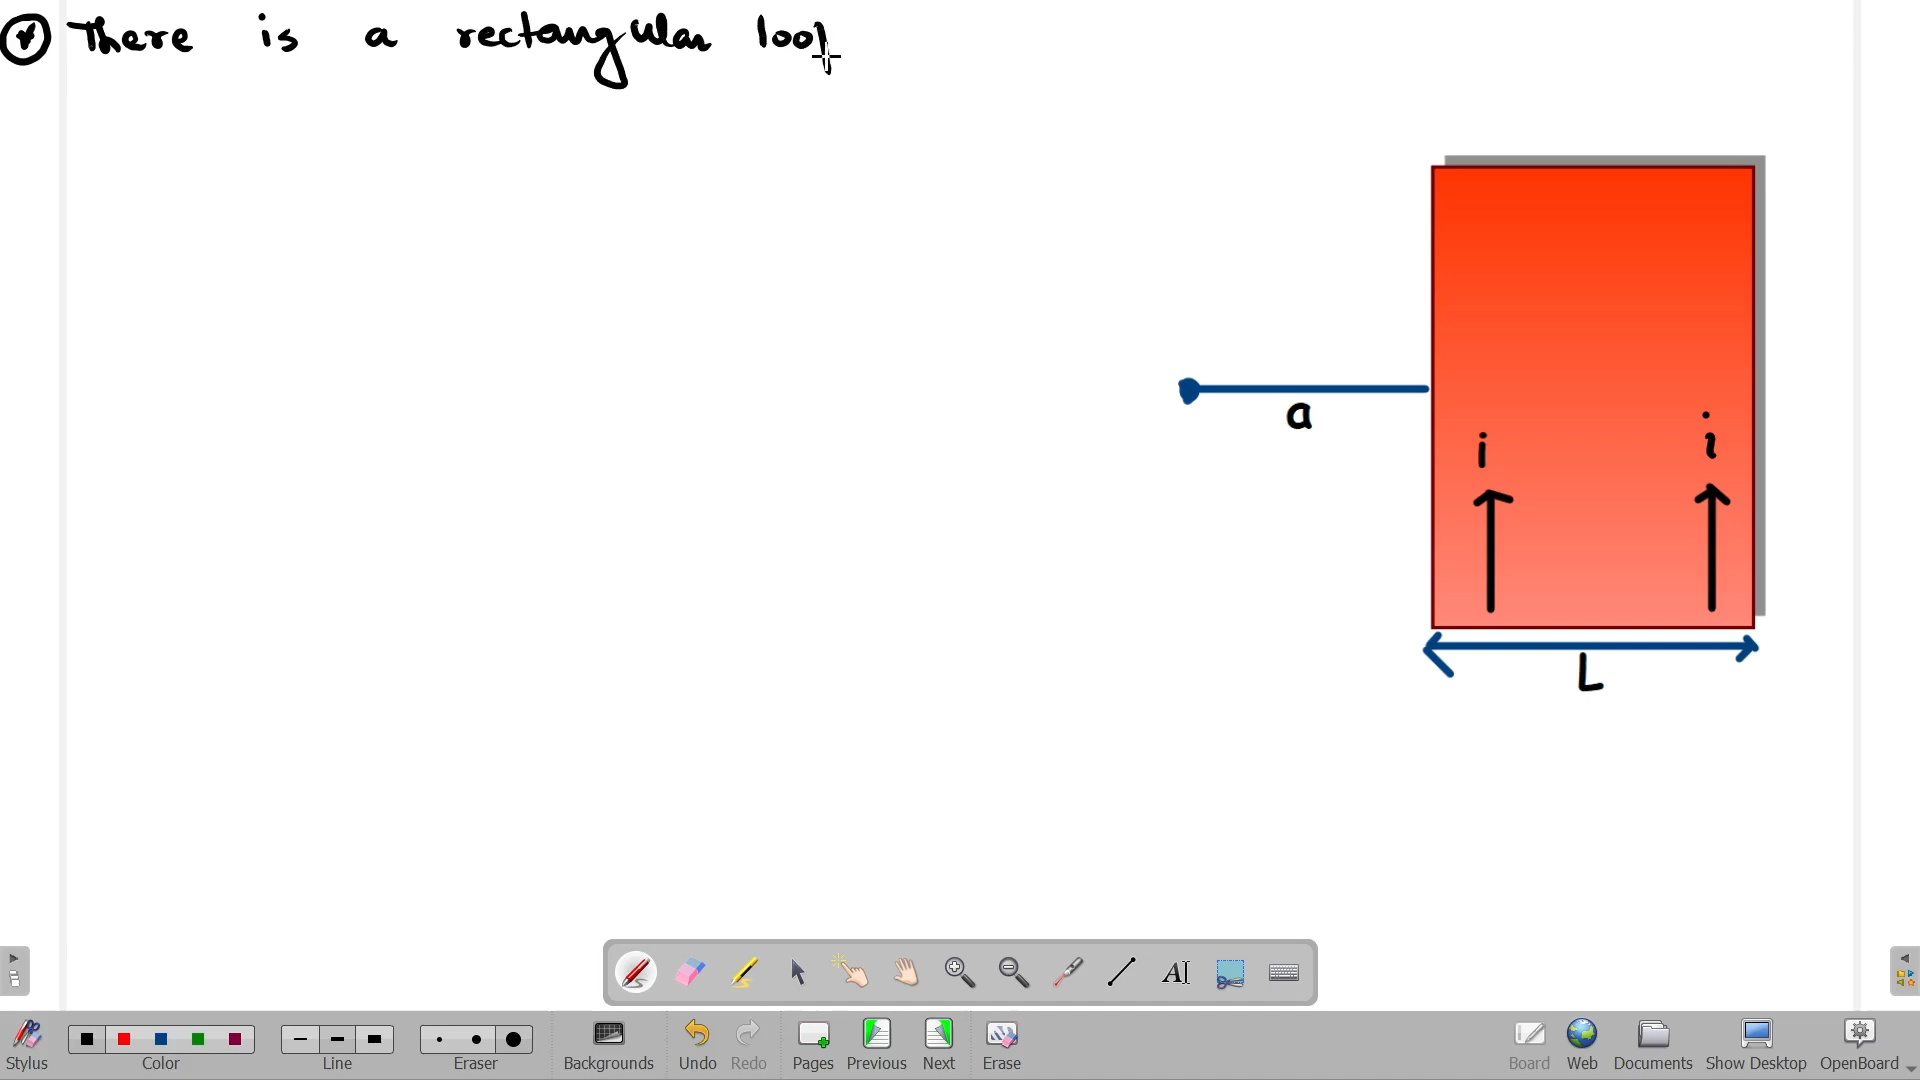 There is a rectangular loop
a
i
i
L
AI
Stylus
Color
Line
Eraser
Backgrounds
Undo
Redo
Pages
Previous
Next
Erase
Board
Web
Documents
Show Desktop
OpenBoard